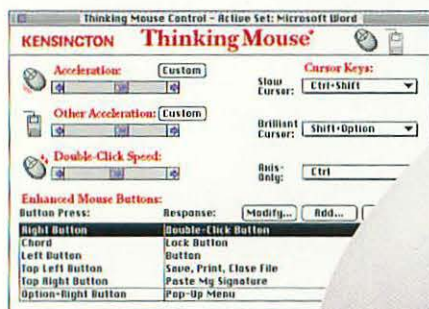 Thinking Mouse Control - Active Set: Microsoft Word
KENSINGTON Thinking Mouse
Acceleration: Custom
Cursor Keys:
Slow Cursor: Ctrl+Shift
Other Acceleration: Custom
Brilliant Cursor: Shift+Option
Double-Click Speed:
Axis-Only: Ctrl
Enhanced Mouse Buttons:
Button Press: Response: Modify... Add...
Right Button Double-Click Button
Chord Lock Button
Left Button Button
Top Left Button Save, Print, Close File
Top Right Button Paste My Signature
Option+Right Button Pop-Up Menu